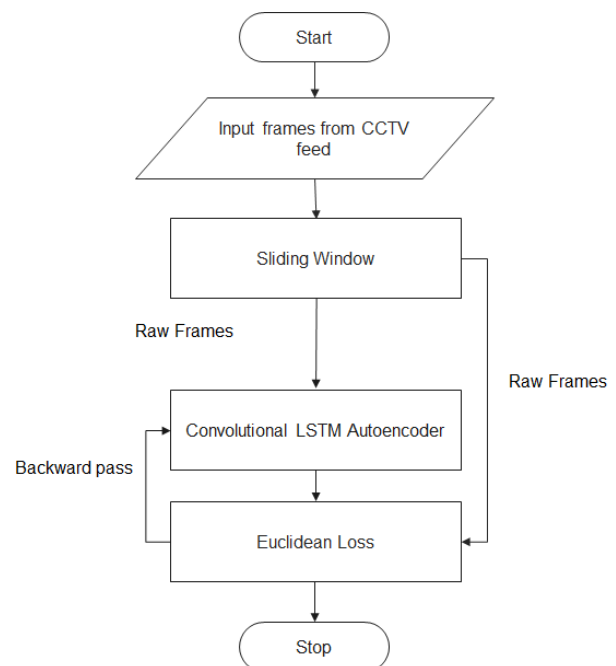 Start
Input frames from CCTV
feed
Sliding Window
Raw Frames
Raw Frames
Convolutional LSTM Autoencoder
Backward pass
Euclidean Loss
Stop